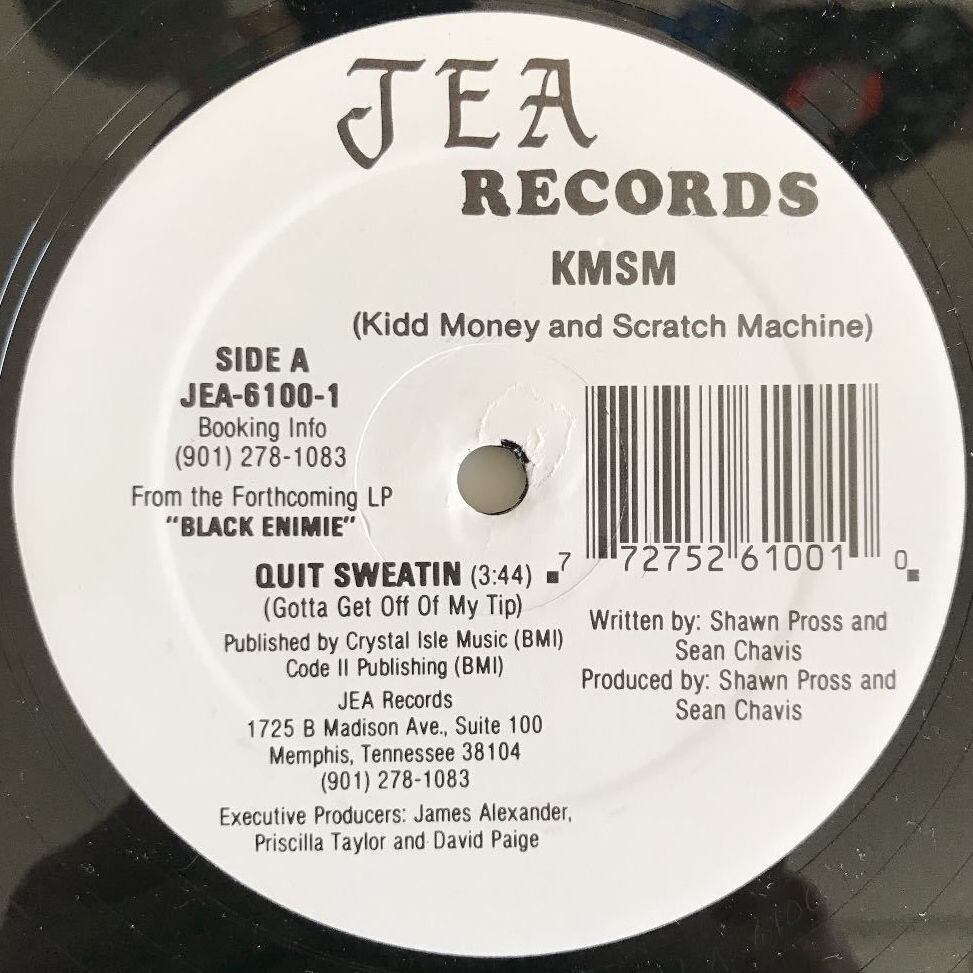 JEA
RECORDS
KMSM
(Kidd Money and Scratch Machine)
SIDE A
JEA-6100-1
Booking Info
(901) 278-1083
From the Forthcoming LP
"BLACK ENIMIE"
QUIT SWEATIN (3:44)
(Gotta Get Off Of My Tip)
Published by Crystal Isle Music (BMI)
Code II Publishing (BMI)
JEA Records
1725 B Madison Ave., Suite 100
Memphis, Tennessee 38104
(901) 278-1083
Executive Producers: James Alexander,
Priscilla Taylor and David Paige
7 72752 61001 0
Written by: Shawn Pross and
Sean Chavis
Produced by: Shawn Pross and
Sean Chavis